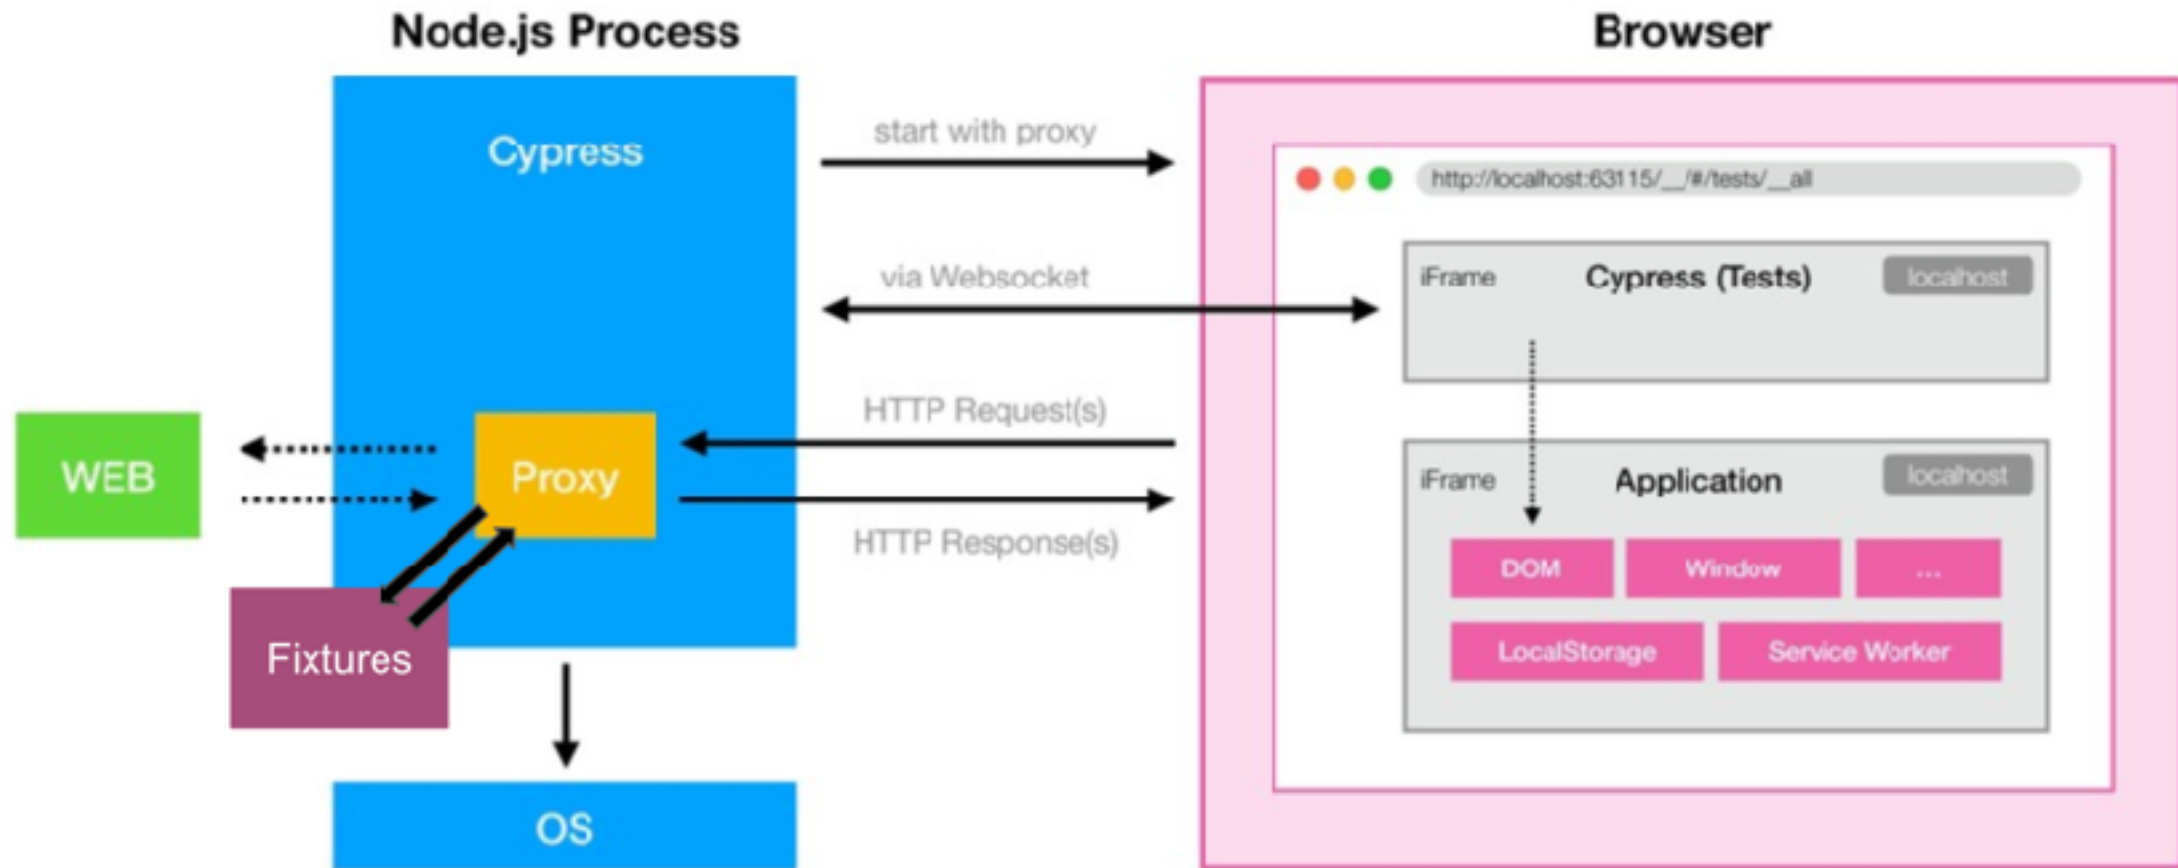 Node.js Process
Browser
Cypress
start with proxy
http://localhost:63115/__/#/tests/__all
via Websocket
iFrame
Cypress (Tests)
localhost
HTTP Request(s)
WEB
Proxy
iFrame
Application
localhost
HTTP Response(s)
DOM
Window
...
Fixtures
LocalStorage
Service Worker
OS